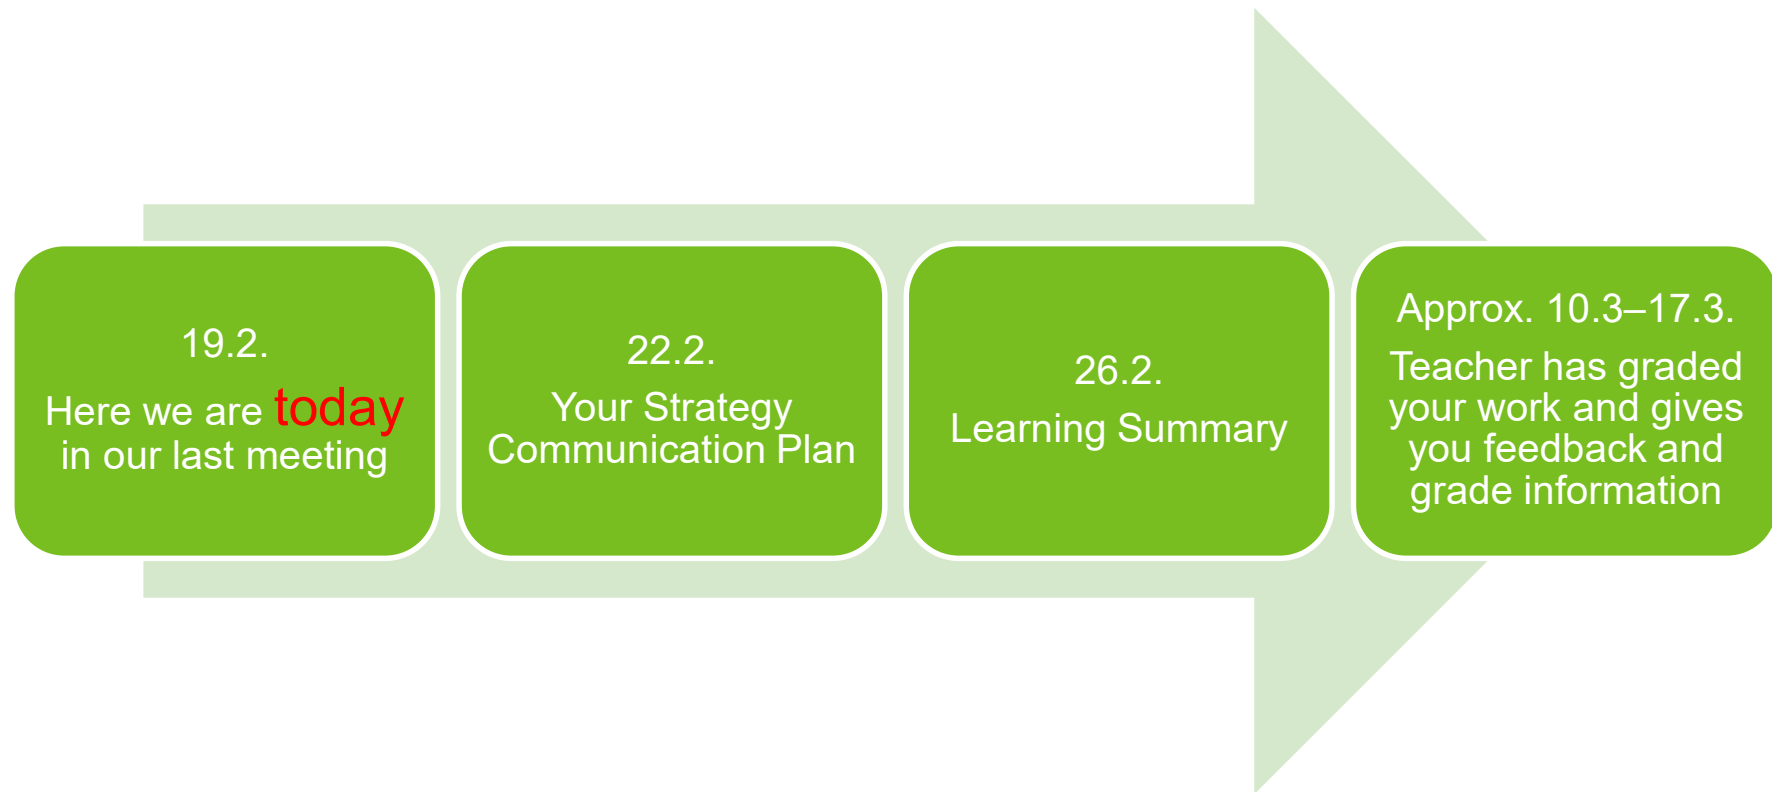 19.2.
Here we are today
in our last meeting
22.2.
Your Strategy
Communication Plan
26.2.
Learning Summary
Approx. 10.3–17.3.
Teacher has graded
your work and gives
you feedback and
grade information